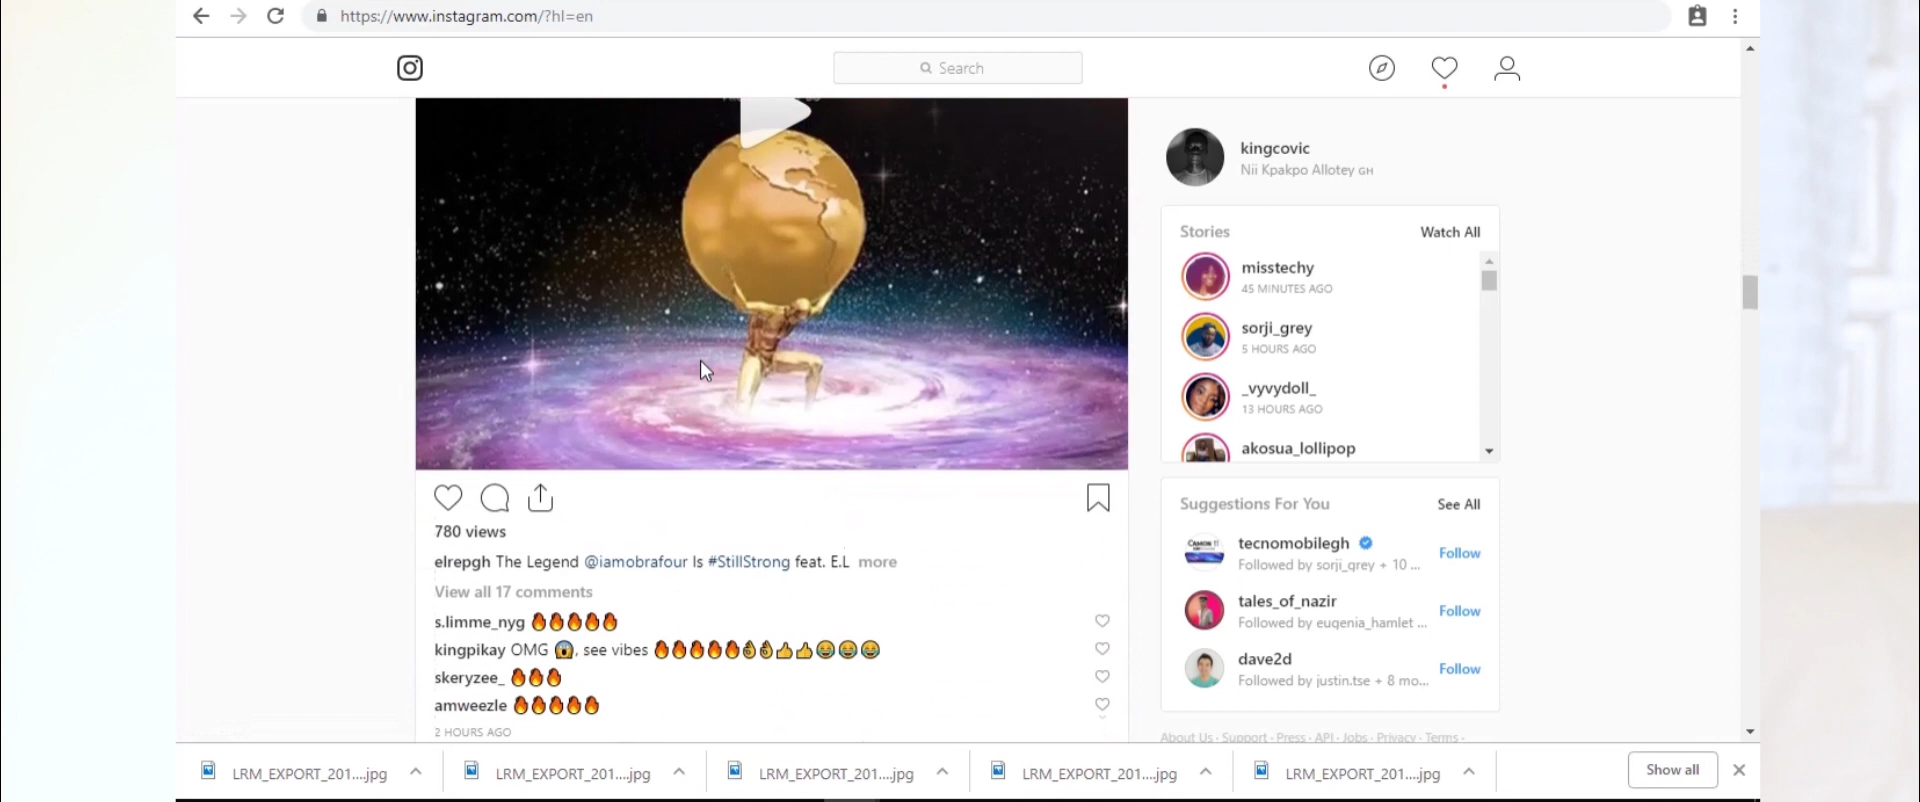 https://www.instagram.com/?hl=en
Search
kingcovic
Nii Kpakpo Allotey GH
Stories
Watch All
misstechy
45 MINUTES AGO
sorji_grey
5 HOURS AGO
_vyvydoll_
13 HOURS AGO
akosua_lollipop
780 views
elrepgh The Legend @iamobrafour Is #StillStrong feat. E.L more
View all 17 comments
s.limme_nyg 🔥🔥🔥🔥🔥
kingpikay OMG 😱, see vibes 🔥🔥🔥🔥🔥👌👌👍👍😂😂😂
skeryzee_ 🔥🔥🔥
amweezle 🔥🔥🔥🔥🔥
2 HOURS AGO
Suggestions For You
See All
tecnomobilegh
Followed by sorji_grey + 10 ...
Follow
tales_of_nazir
Followed by eugenia_hamlet ...
Follow
dave2d
Followed by justin.tse + 8 mo...
Follow
About Us · Support · Press · API · Jobs · Privacy · Terms ·
LRM_EXPORT_201....jpg
LRM_EXPORT_201....jpg
LRM_EXPORT_201....jpg
LRM_EXPORT_201....jpg
LRM_EXPORT_201....jpg
Show all